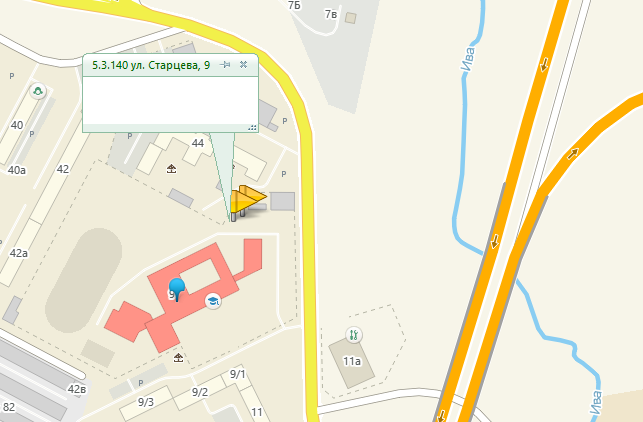 7Б
7в
Ива
5.3.140 ул. Старцева, 9
P
P
40
P
44
42
40а
P
42а
9
11а
9/1
P
42в
9/2
9/3
11
82
Ива